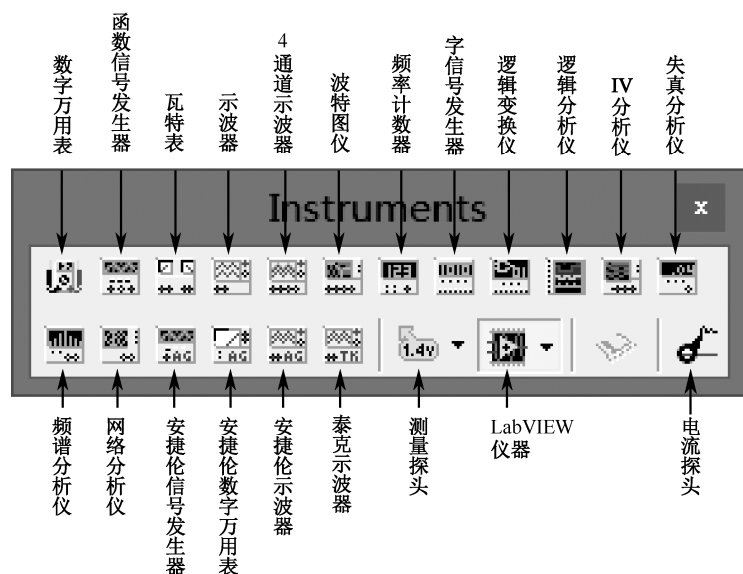 数字万用表
函数信号发生器
瓦特表
示波器
4通道示波器
波特图仪
频率计数器
字信号发生器
逻辑变换仪
逻辑分析仪
IV分析仪
失真分析仪
Instruments
x
AG
AG
AG
TK
1.4v
频谱分析仪
网络分析仪
安捷伦信号发生器
安捷伦数字万用表
安捷伦示波器
泰克示波器
测量探头
LabVIEW
仪器
电流探头